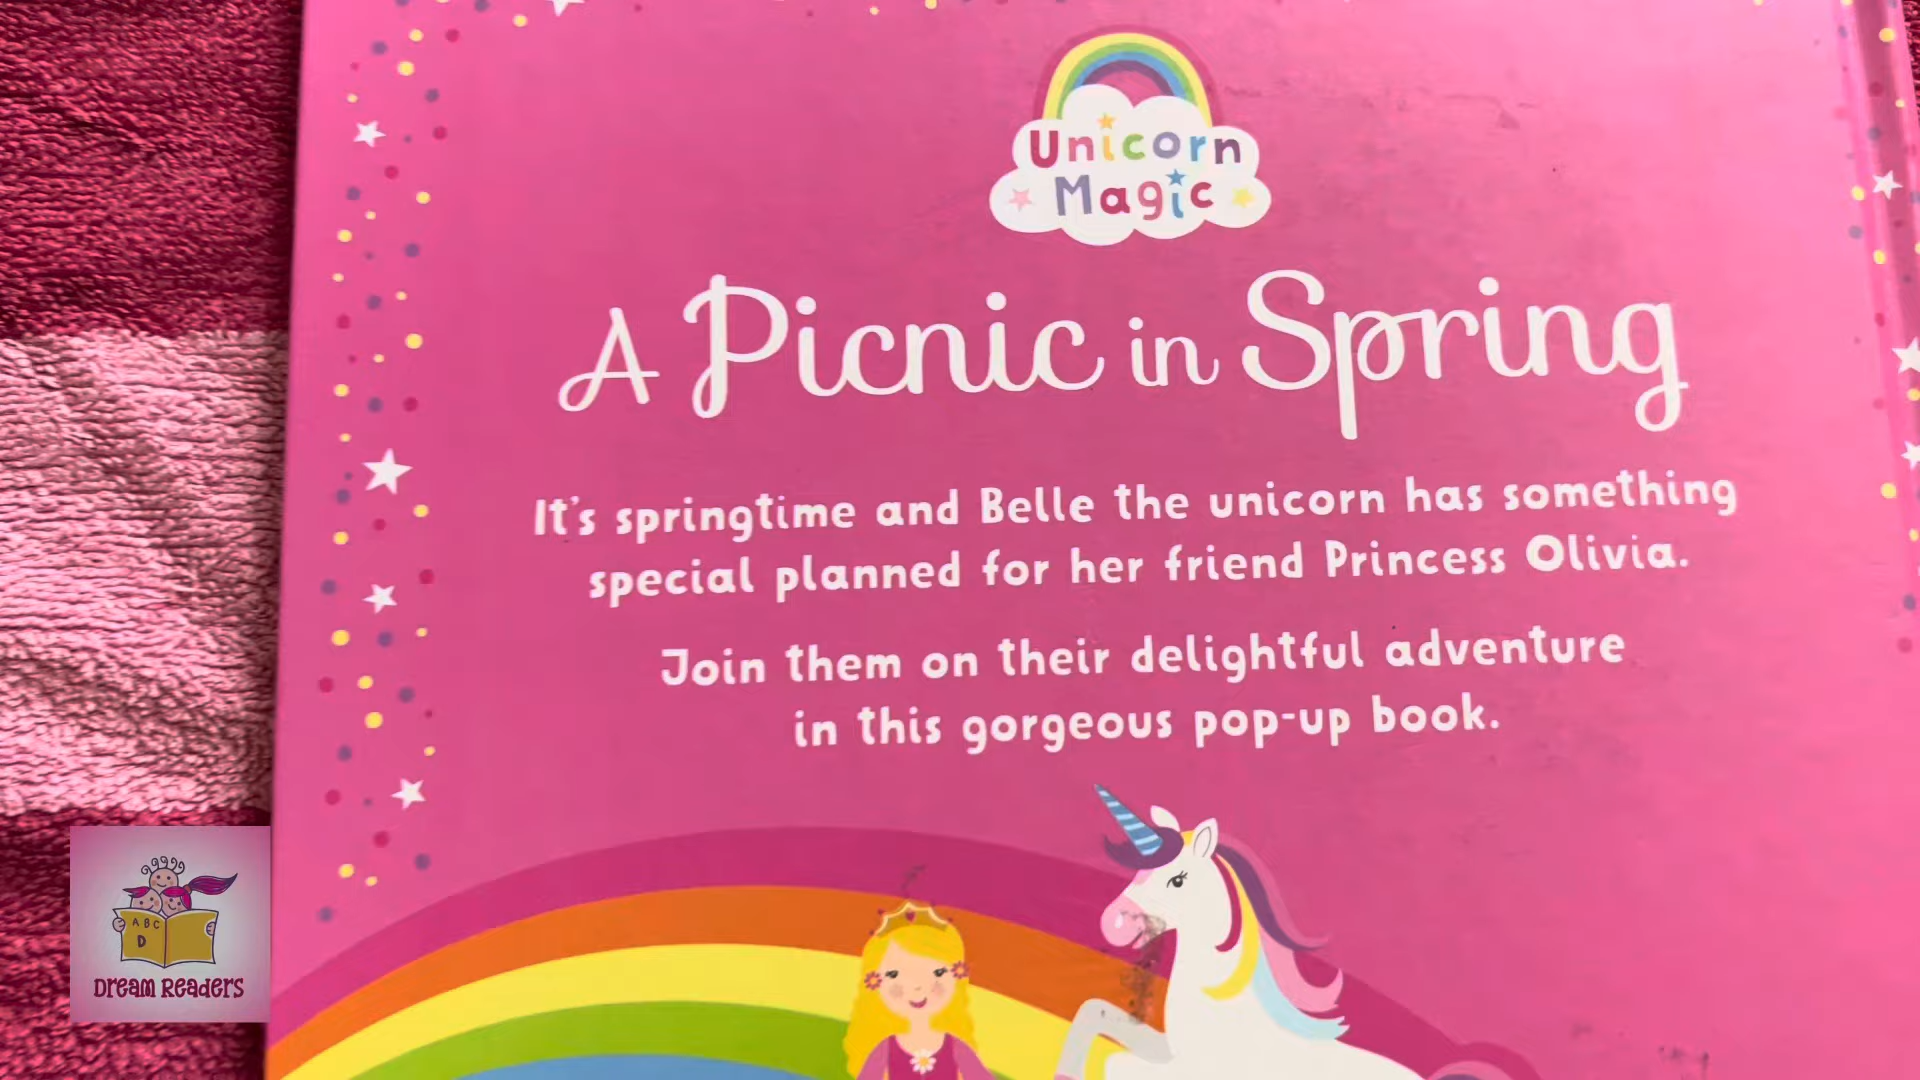 Unicorn
Magic
A Picnic in Spring
It's springtime and Belle the unicorn has something
special planned for her friend Princess Olivia.
Join them on their delightful adventure
in this gorgeous pop-up book.
A B C
D
Dream Readers